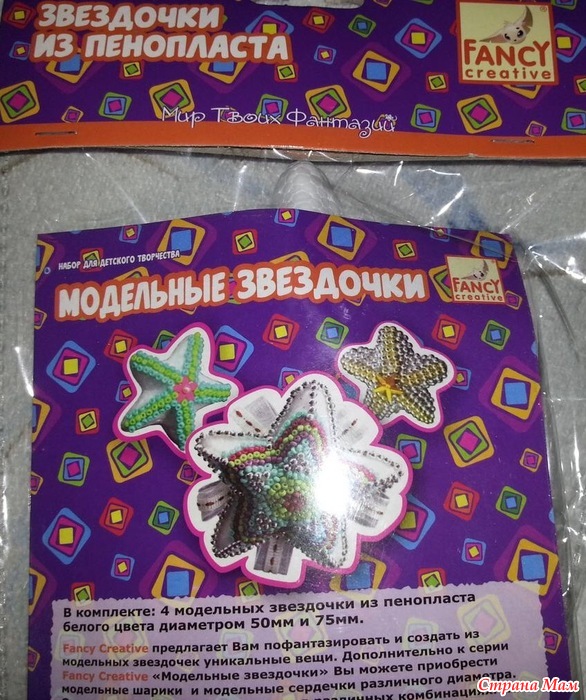 ЗВЕЗДОЧКИ
ИЗ ПЕНОПЛАСТА
FANCY
creative
Мир Твоих Фантазий
НАБОР ДЛЯ ДЕТСКОГО ТВОРЧЕСТВА
МОДЕЛЬНЫЕ ЗВЕЗДОЧКИ
FANCY
creative
В комплекте: 4 модельных звездочки из пенопласта
белого цвета диаметром 50мм и 75мм.
Fancy Creative предлагает Вам пофантазировать и создать из
модельных звездочек уникальные вещи. Дополнительно к серии
Fancy Creative «Модельные звездочки» Вы можете приобрести
модельные шарики и модельные сердечки различного диаметра.
комбинации
Страна Мам